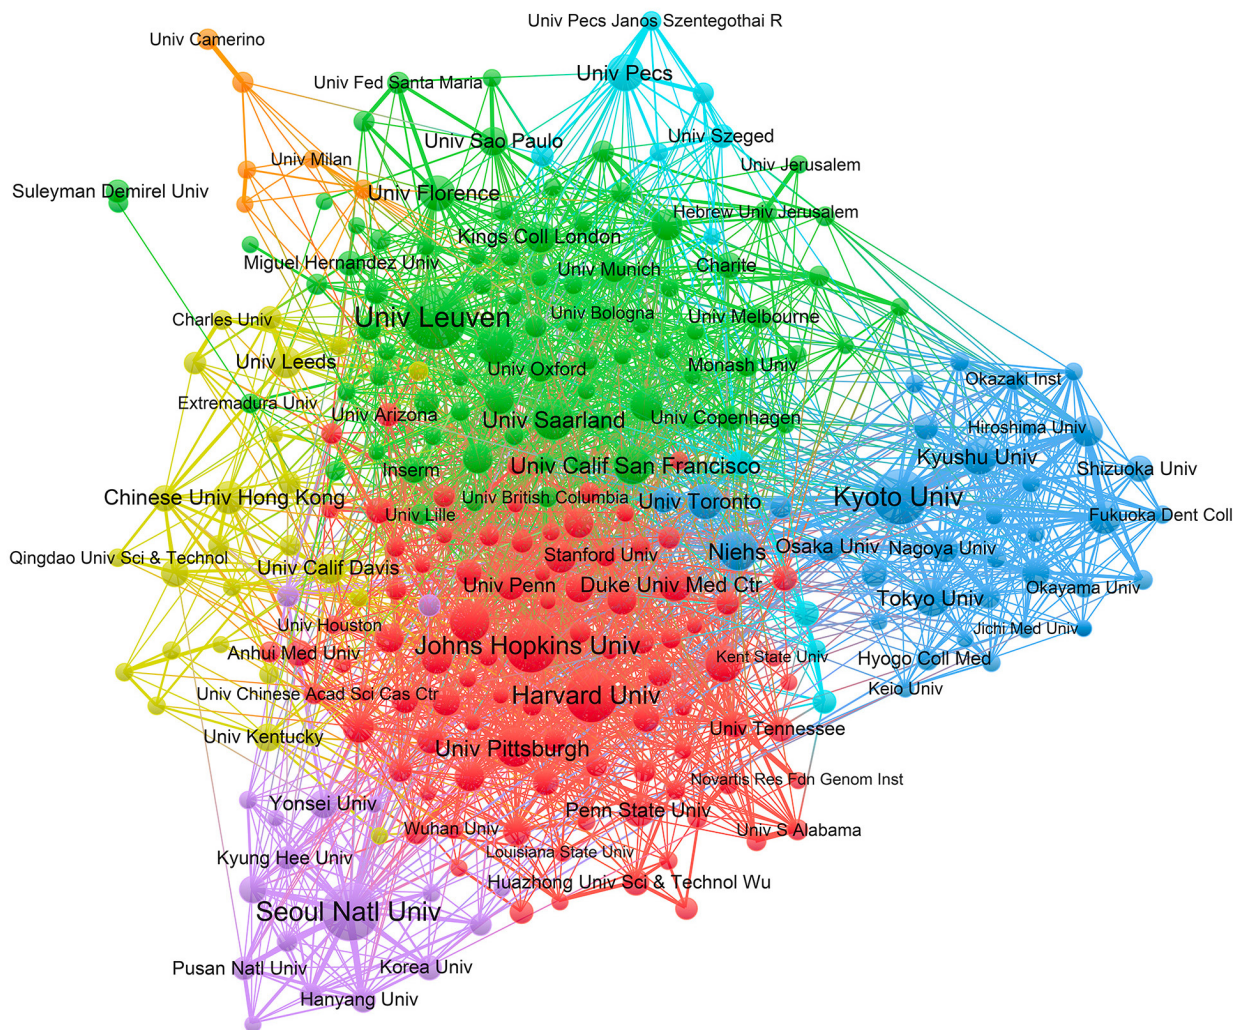 Univ Pecs Janos Szentegothai R
Univ Camerino
Univ Pecs
Univ Fed Santa Maria
Univ Szeged
Univ Sao Paulo
Univ Milan
Univ Jerusalem
Suleyman Demirel Univ
Univ Florence
Hebrew Univ Jerusalem
Kings Coll London
Miguel Hernandez Univ
Univ Munich
Charite
Univ Leuven
Univ Bologna
Univ Melbourne
Charles Univ
Univ Leeds
Univ Oxford
Monash Univ
Okazaki Inst
Extremadura Univ
Univ Arizona
Univ Saarland
Univ Copenhagen
Hiroshima Univ
Kyushu Univ
Shizuoka Univ
Inserm
Univ Calif San Francisco
Chinese Univ Hong Kong
Univ British Columbia
Univ Toronto
Kyoto Univ
Univ Lille
Fukuoka Dent Coll
Qingdao Univ Sci & Technol
Univ Calif Davis
Stanford Univ
Niehs
Osaka Univ
Nagoya Univ
Univ Penn
Duke Univ Med Ctr
Okayama Univ
Tokyo Univ
Univ Houston
Jichi Med Univ
Anhui Med Univ
Johns Hopkins Univ
Kent State Univ
Hyogo Coll Med
Univ Chinese Acad Sci Cas Ctr
Harvard Univ
Keio Univ
Univ Kentucky
Univ Pittsburgh
Univ Tennessee
Novartis Res Fdn Genom Inst
Yonsei Univ
Penn State Univ
Wuhan Univ
Univ S Alabama
Kyung Hee Univ
Louisiana State Univ
Huazhong Univ Sci & Technol Wu
Seoul Natl Univ
Pusan Natl Univ
Korea Univ
Hanyang Univ